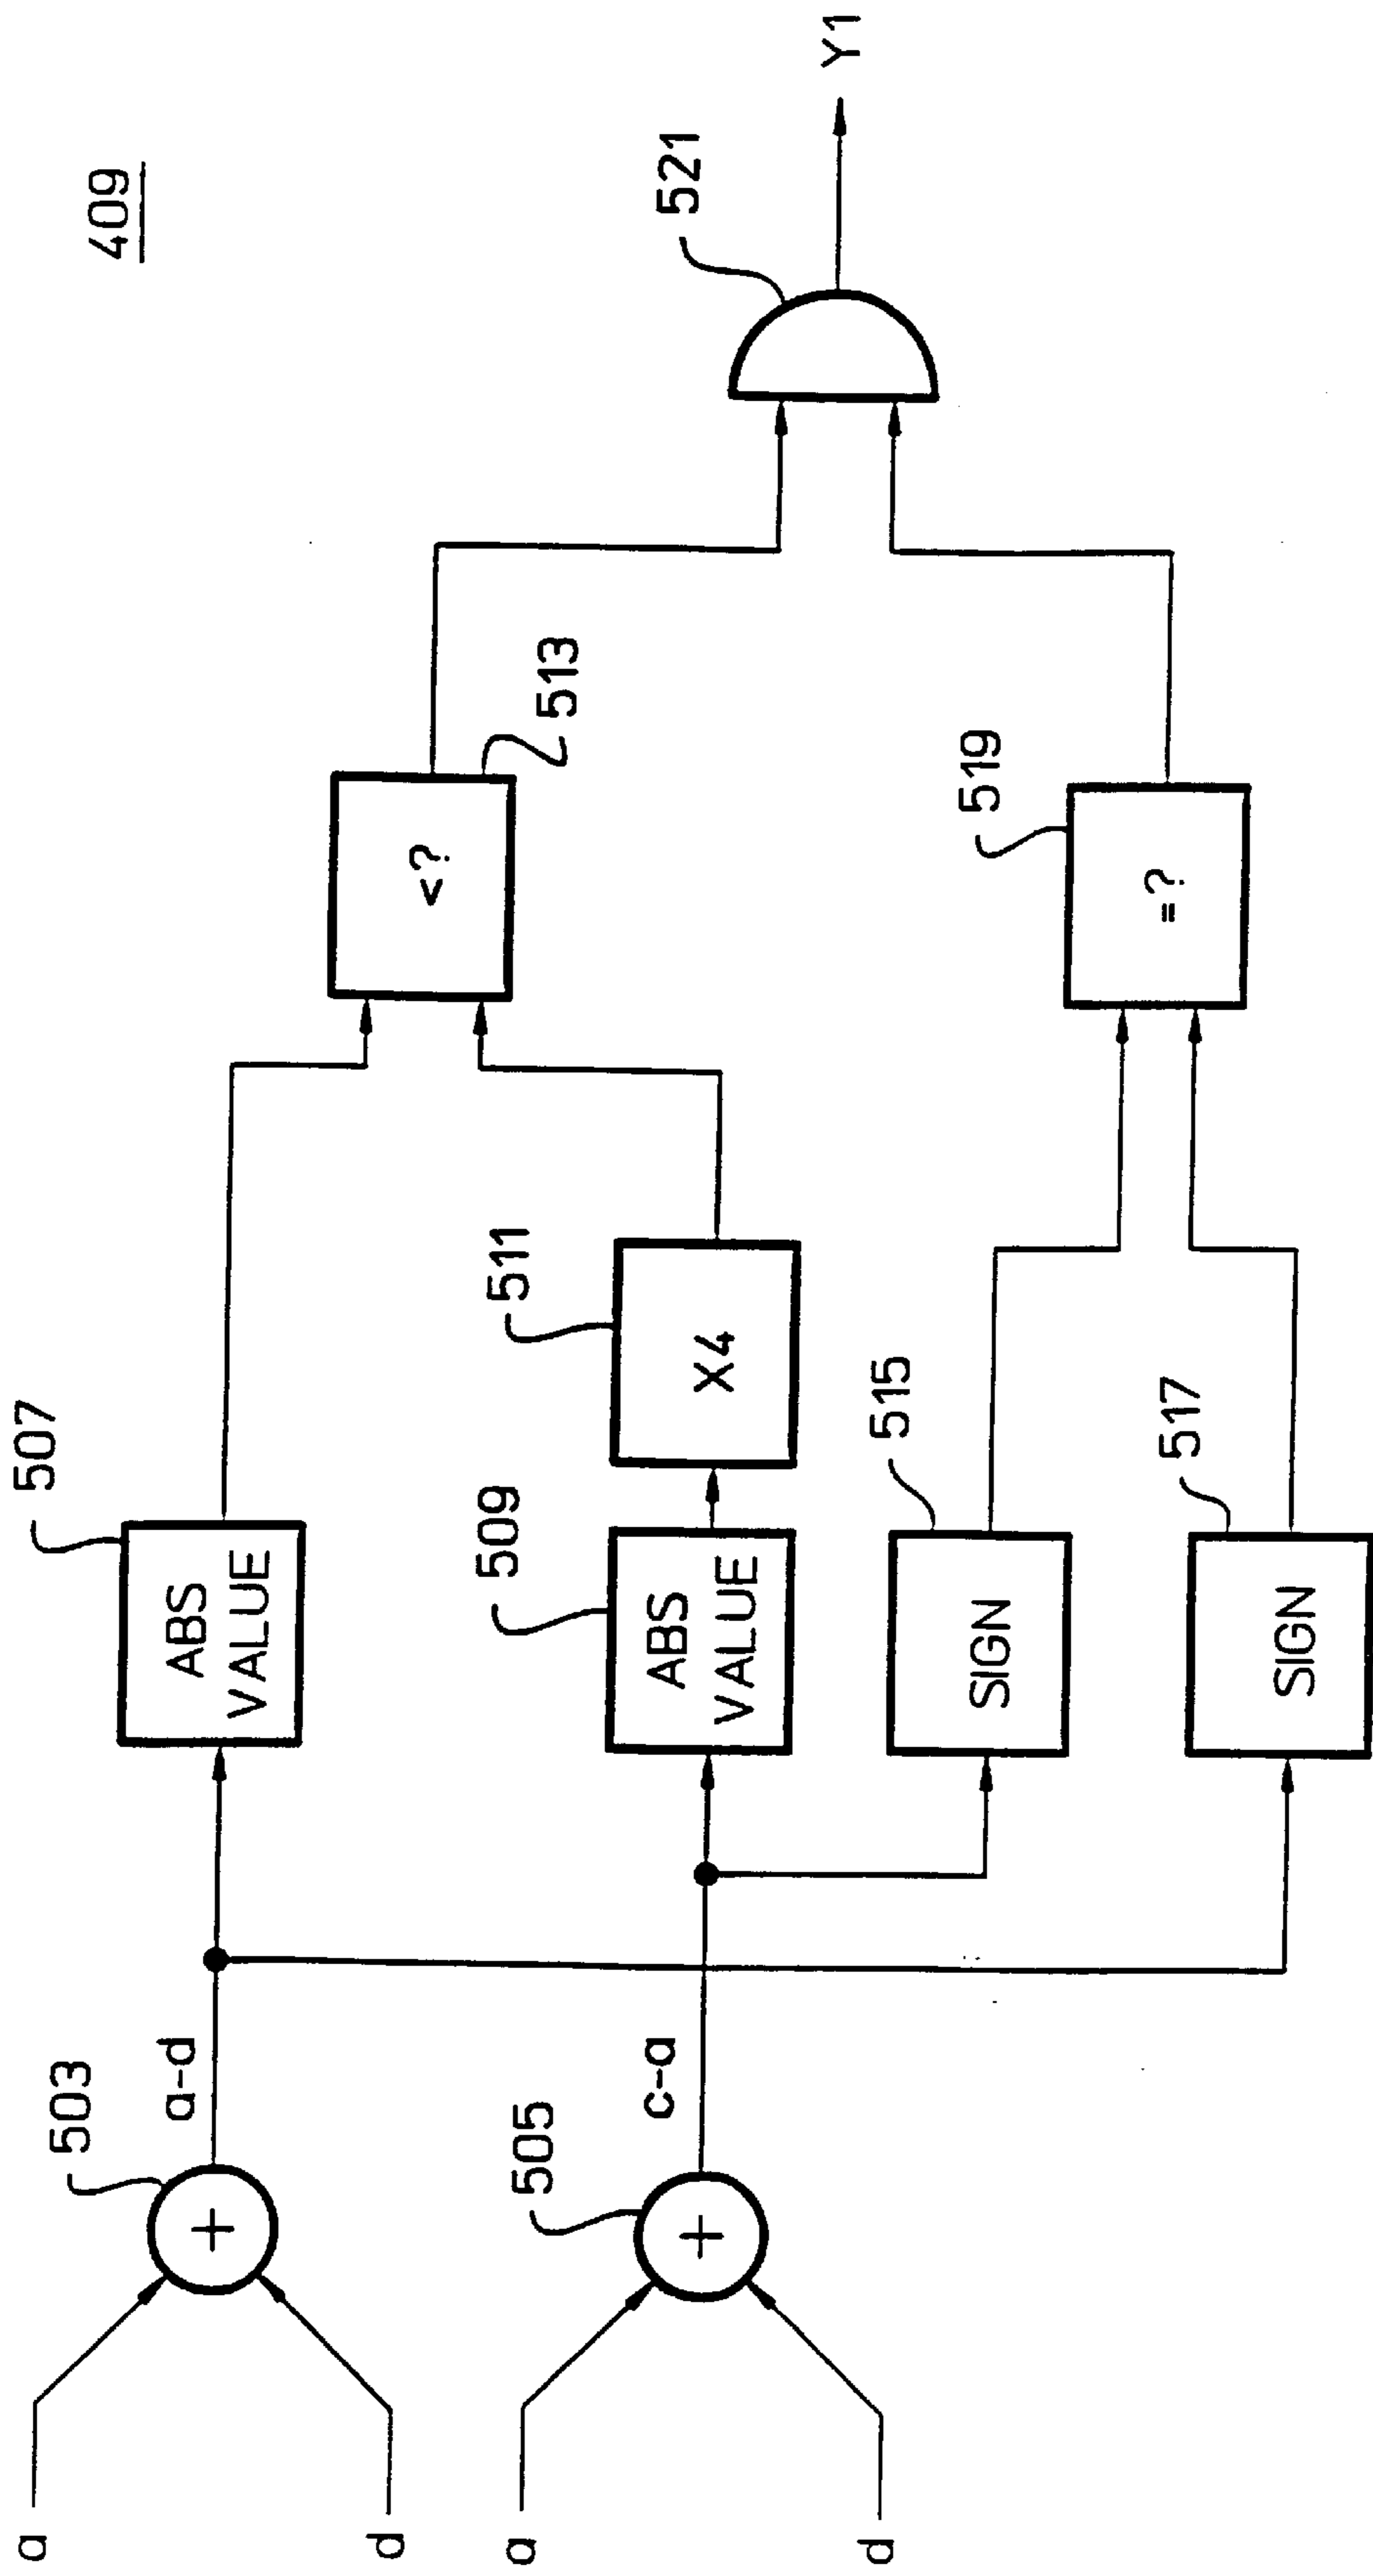 409
a
d
503
a-d
507
ABS
VALUE
a
d
505
c-a
509
ABS
VALUE
511
X4
515
SIGN
517
SIGN
513
<?
519
=?
521
Y1